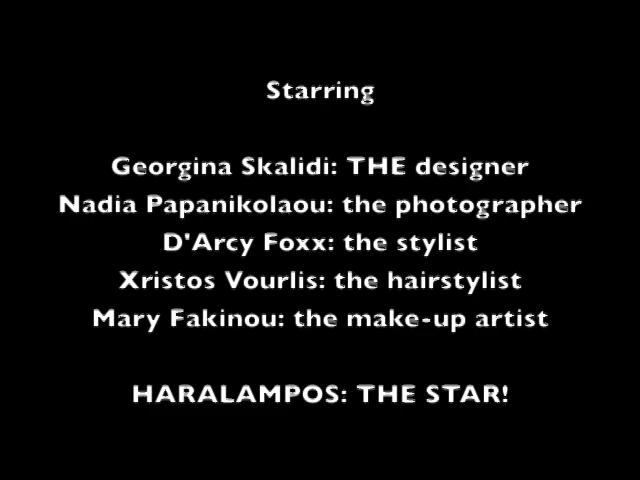 Starring
Georgina Skalidi: THE designer
Nadia Papanikolaou: the photographer
D'Arcy Foxx: the stylist
Xristos Vourlis: the hairstylist
Mary Fakinou: the make-up artist
HARALAMPOS: THE STAR!